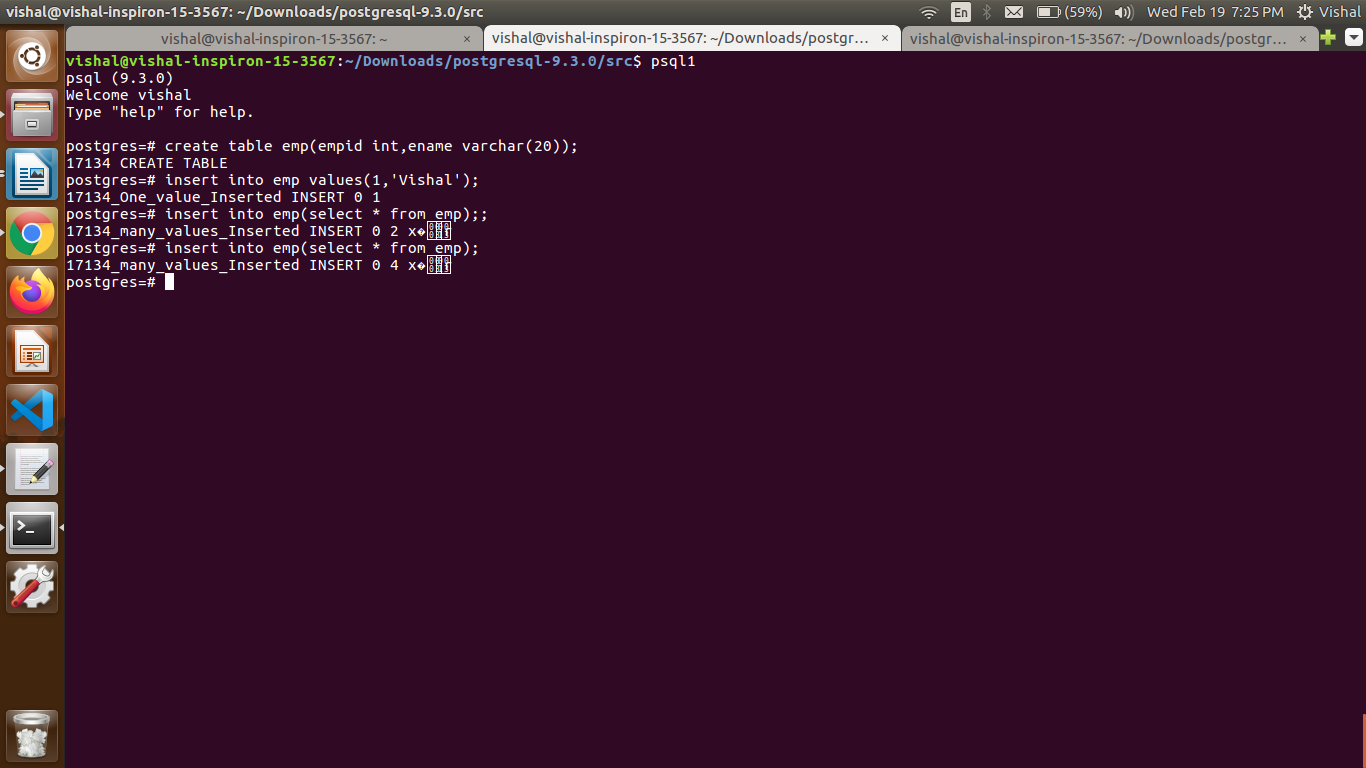 vishal@vishal-inspiron-15-3567: ~/Downloads/postgresql-9.3.0/src
En (59%) Wed Feb 19 7:25 PM Vishal
vishal@vishal-inspiron-15-3567: ~ × vishal@vishal-inspiron-15-3567: ~/Downloads/postgr... × vishal@vishal-inspiron-15-3567: ~/Downloads/postgr... ×
vishal@vishal-inspiron-15-3567:~/Downloads/postgresql-9.3.0/src$ psql1
psql (9.3.0)
Welcome vishal
Type "help" for help.
postgres=# create table emp(empid int,ename varchar(20));
17134 CREATE TABLE
postgres=# insert into emp values(1,'Vishal');
17134_One_value_Inserted INSERT 0 1
postgres=# insert into emp(select * from emp);;
17134_many_values_Inserted INSERT 0 2 x�
postgres=# insert into emp(select * from emp);
17134_many_values_Inserted INSERT 0 4 x�
postgres=#